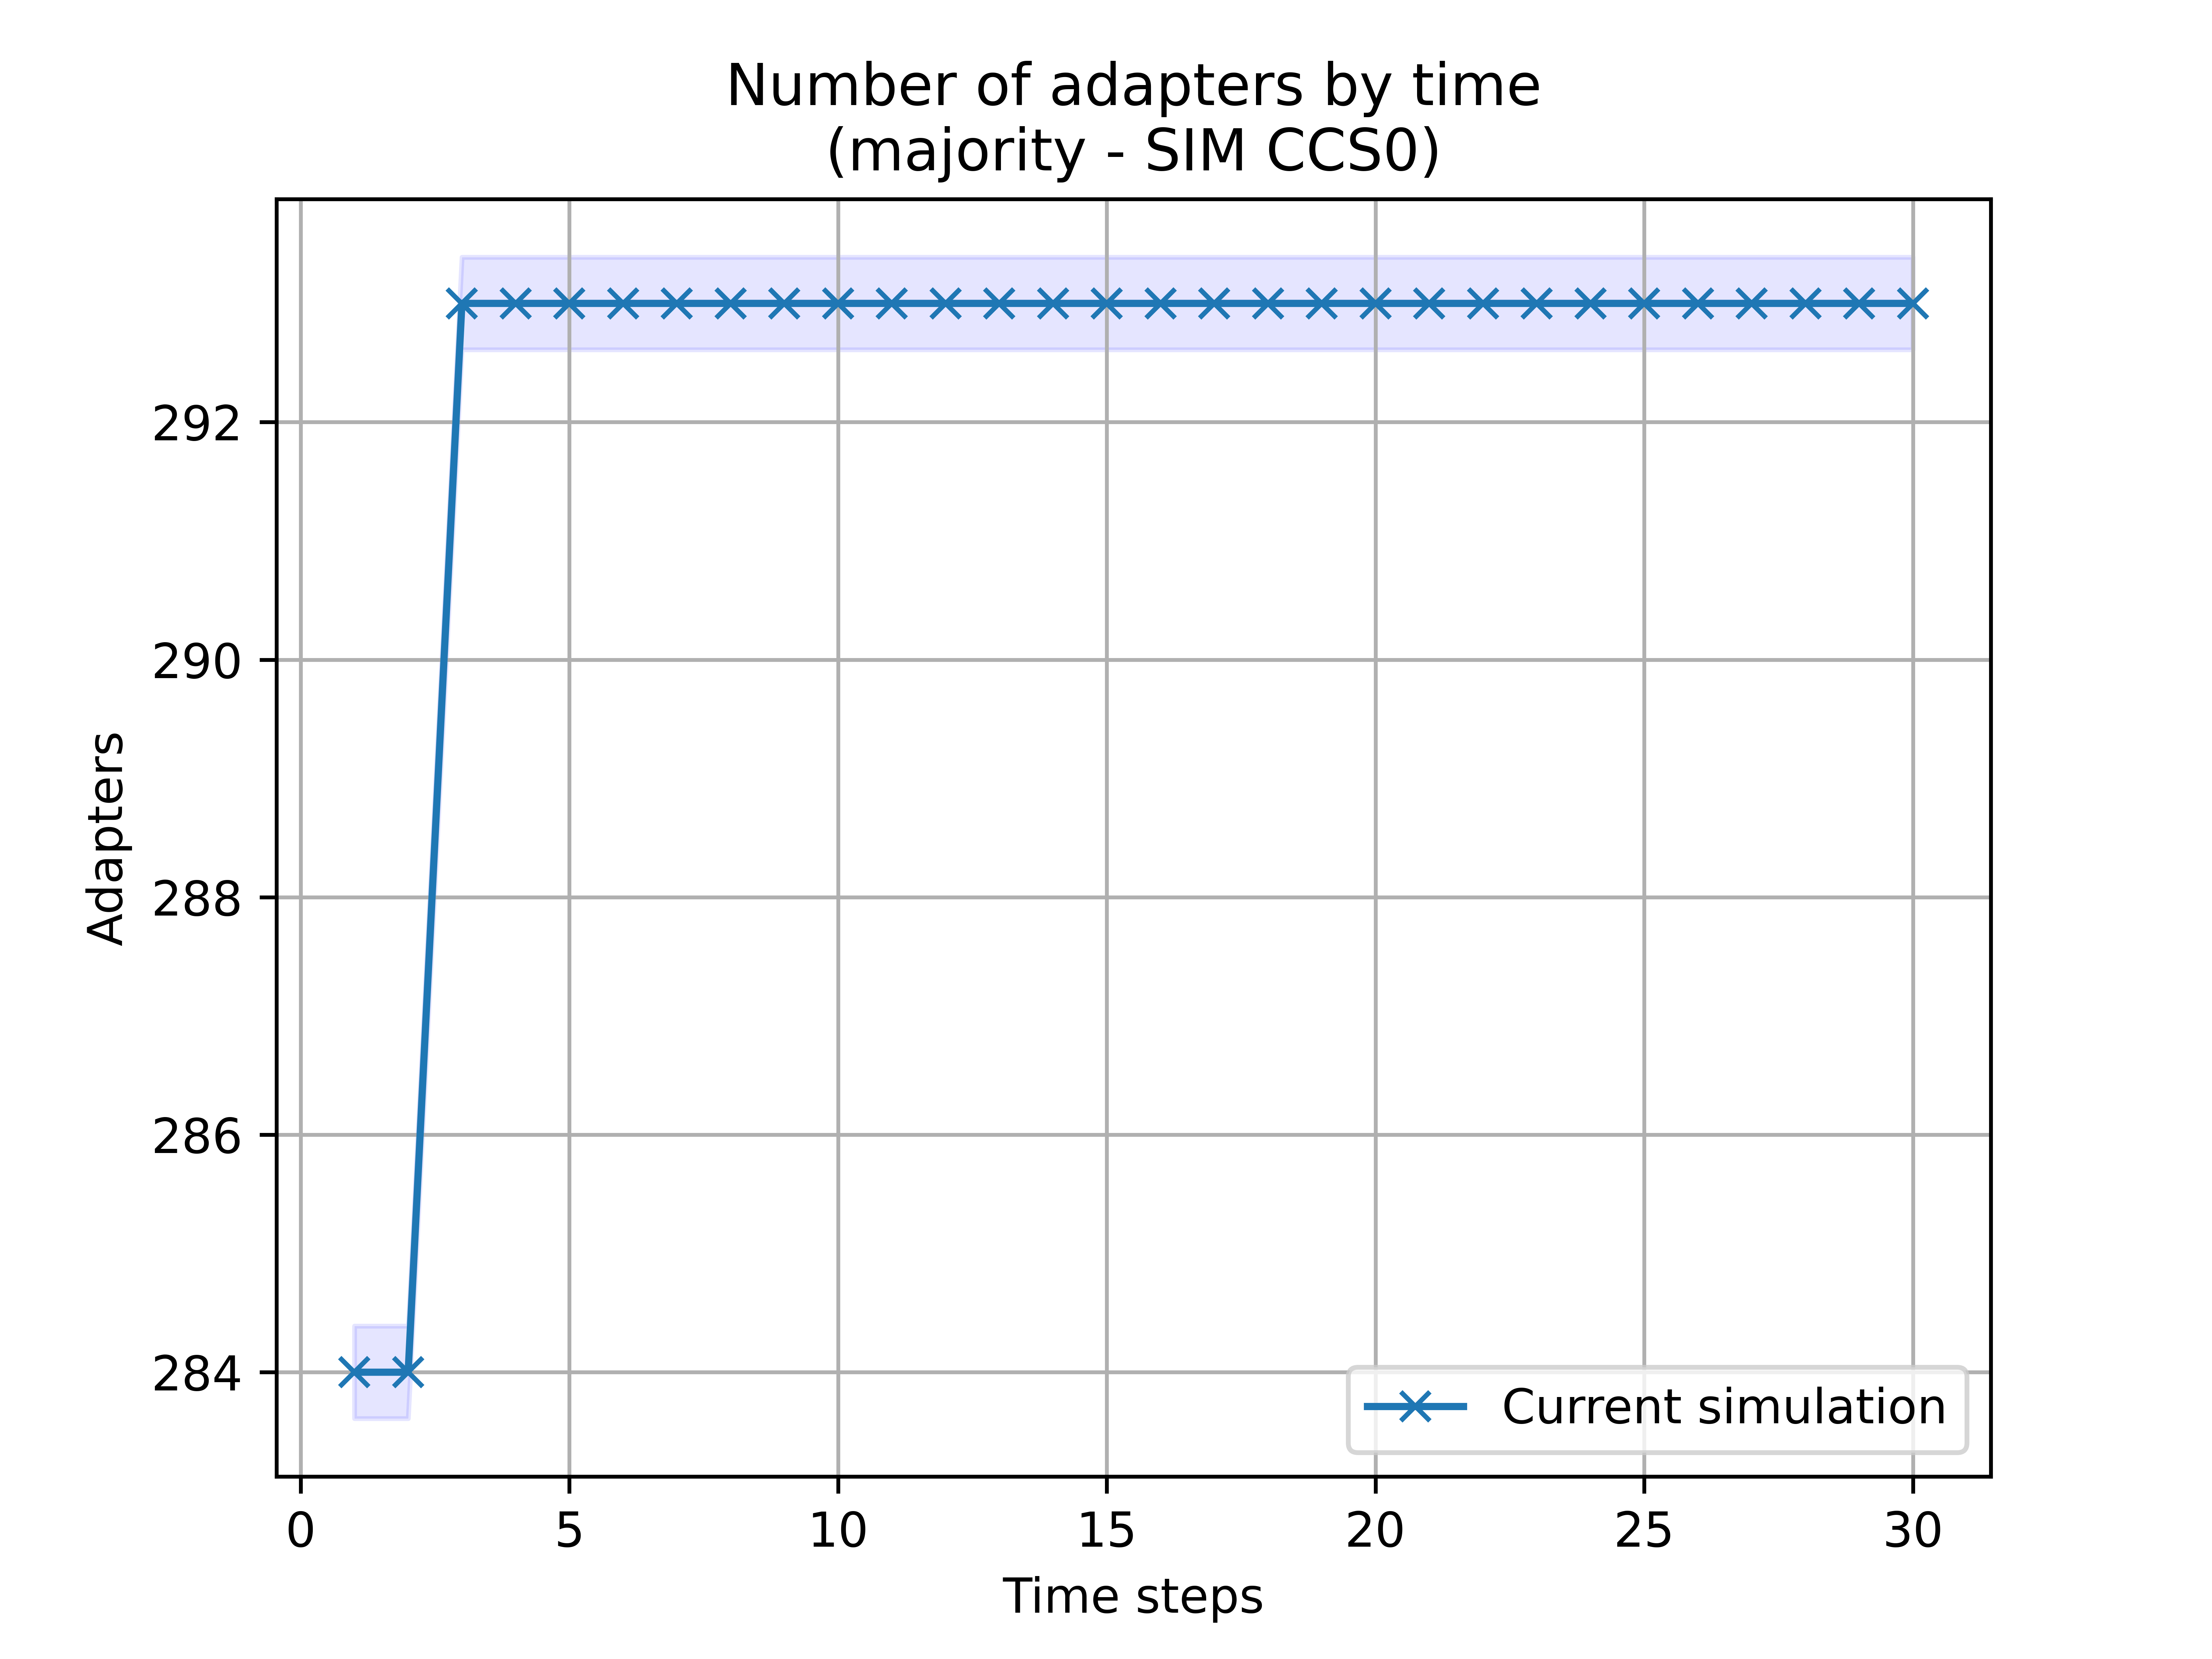 Number of adapters by time
(majority - SIM CCS0)
292
290
288
286
284
Adapters
Current simulation
0 5 10 15 20 25 30
Time steps